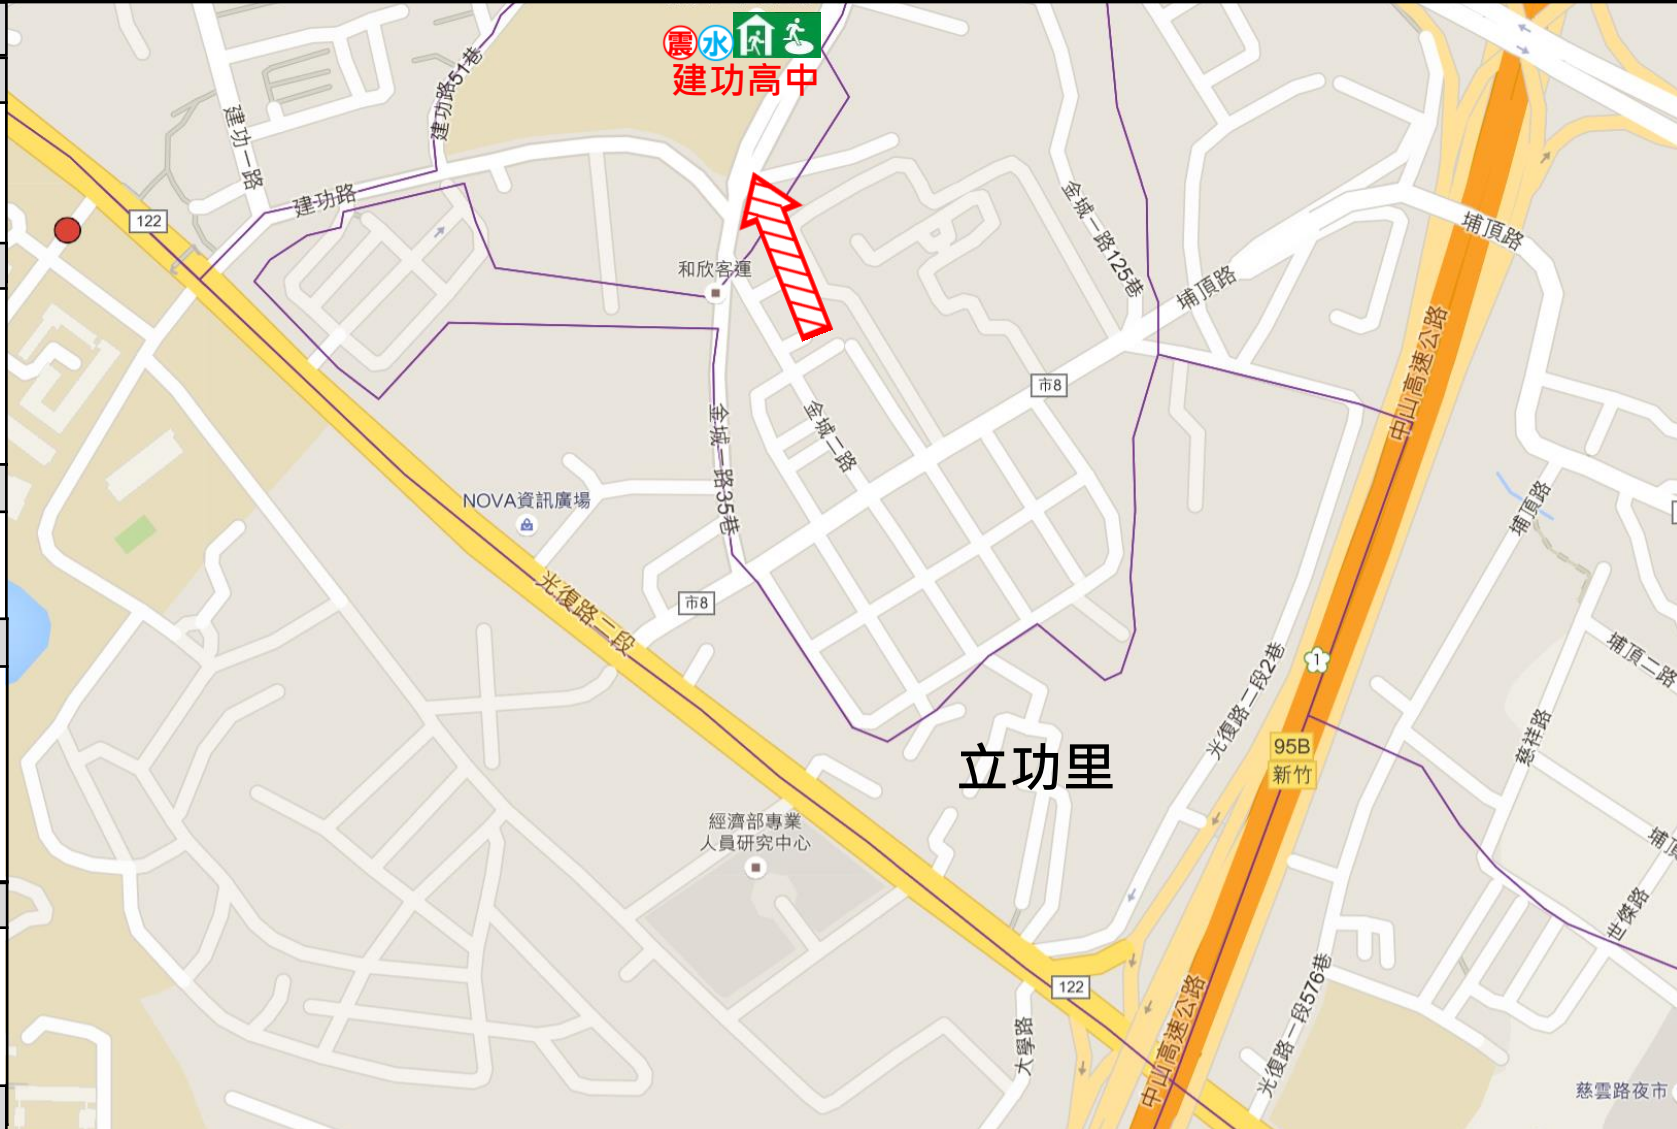 震 水
建功高中
建功路51巷
建功一路
建功路
122
和欣客運
金城一路125巷
埔頂路
埔頂路
市8
中山高速公路
金城一路35巷
金城二路
NOVA資訊廣場
埔頂路
光復路二段
市8
光復路二段2巷
1
埔頂二路
慈祥路
95B
新竹
立功里
經濟部專業
人員研究中心
埔頂
世傑路
122
光復路一段576巷
中山高速公路
大學路
慈雲路夜市